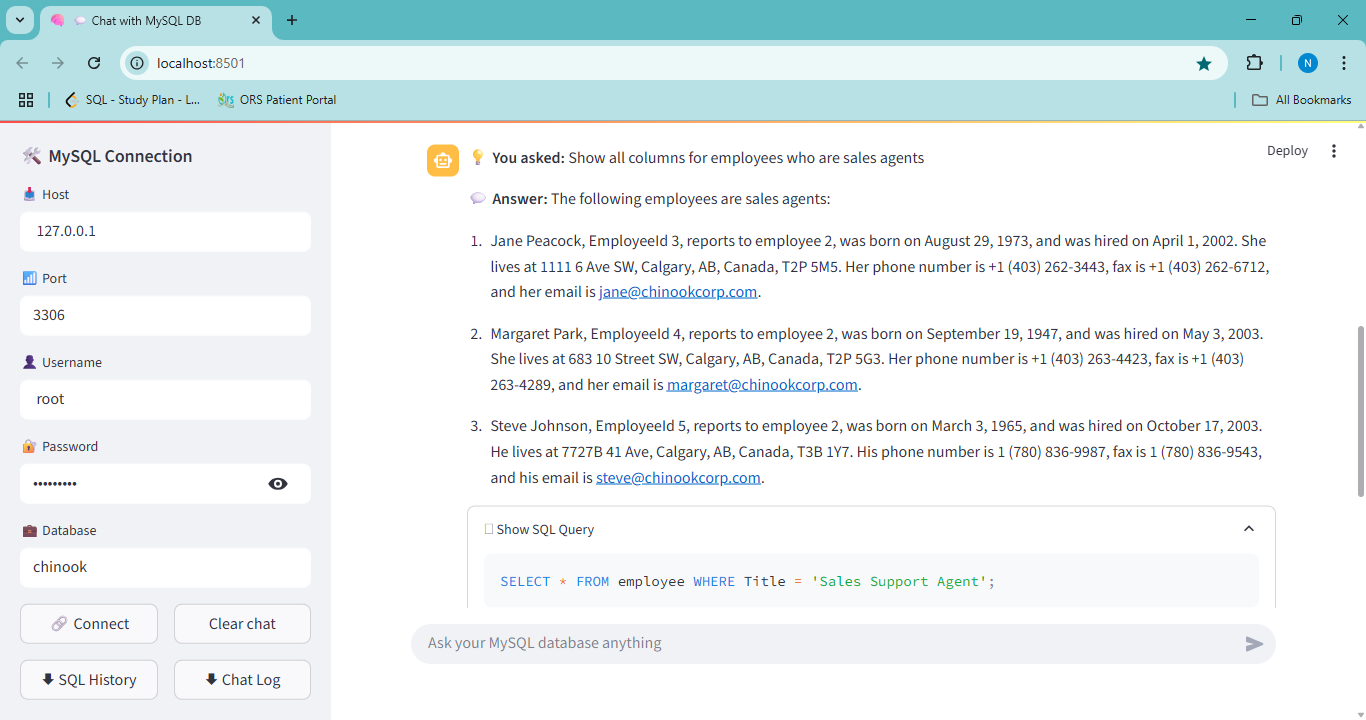 Chat with MySQL DB
localhost:8501
N
SQL - Study Plan - L...
ORS Patient Portal
All Bookmarks
MySQL Connection
Host
127.0.0.1
Port
3306
Username
root
Password
•••••••••
Database
chinook
Connect
Clear chat
SQL History
Chat Log
Deploy
You asked: Show all columns for employees who are sales agents
Answer: The following employees are sales agents:
1. Jane Peacock, EmployeeId 3, reports to employee 2, was born on August 29, 1973, and was hired on April 1, 2002. She
lives at 1111 6 Ave SW, Calgary, AB, Canada, T2P 5M5. Her phone number is +1 (403) 262-3443, fax is +1 (403) 262-6712,
and her email is jane@chinookcorp.com.
2. Margaret Park, EmployeeId 4, reports to employee 2, was born on September 19, 1947, and was hired on May 3, 2003.
She lives at 683 10 Street SW, Calgary, AB, Canada, T2P 5G3. Her phone number is +1 (403) 263-4423, fax is +1 (403)
263-4289, and her email is margaret@chinookcorp.com.
3. Steve Johnson, EmployeeId 5, reports to employee 2, was born on March 3, 1965, and was hired on October 17, 2003.
He lives at 7727B 41 Ave, Calgary, AB, Canada, T3B 1Y7. His phone number is 1 (780) 836-9987, fax is 1 (780) 836-9543,
and his email is steve@chinookcorp.com.
Show SQL Query
SELECT * FROM employee WHERE Title = 'Sales Support Agent';
Ask your MySQL database anything